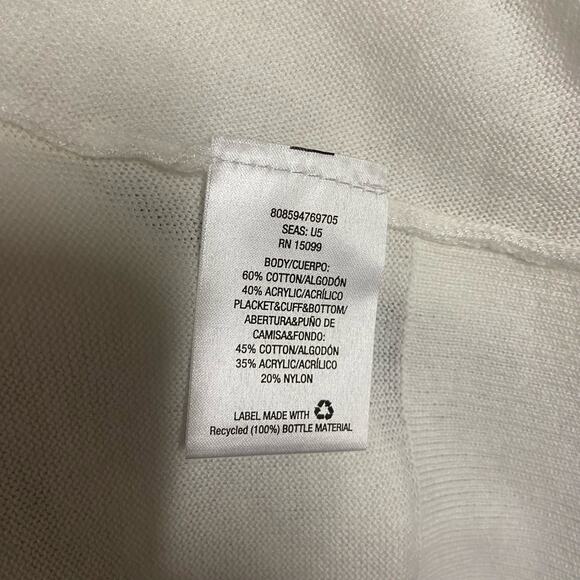 808594769705
SEAS: U5
RN 15099
BODY/CUERPO:
60% COTTON/ALGODÓN
40% ACRYLIC/ACRÍLICO
PLACKET&CUFF&BOTTOM/
ABERTURA&PUÑO DE
CAMISA&FONDO:
45% COTTON/ALGODÓN
35% ACRYLIC/ACRÍLICO
20% NYLON
LABEL MADE WITH
Recycled (100%) BOTTLE MATERIAL